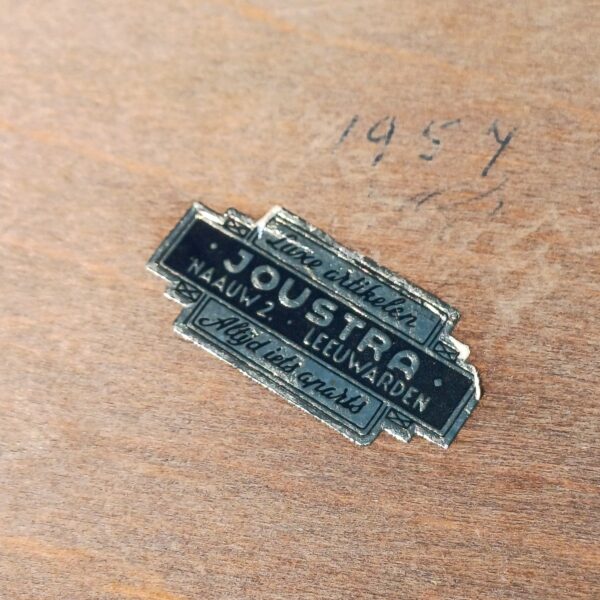 1957
Luxe artikelen
· JOUSTRA ·
NAAUW 2. · LEEUWARDEN
Altijd iets aparts